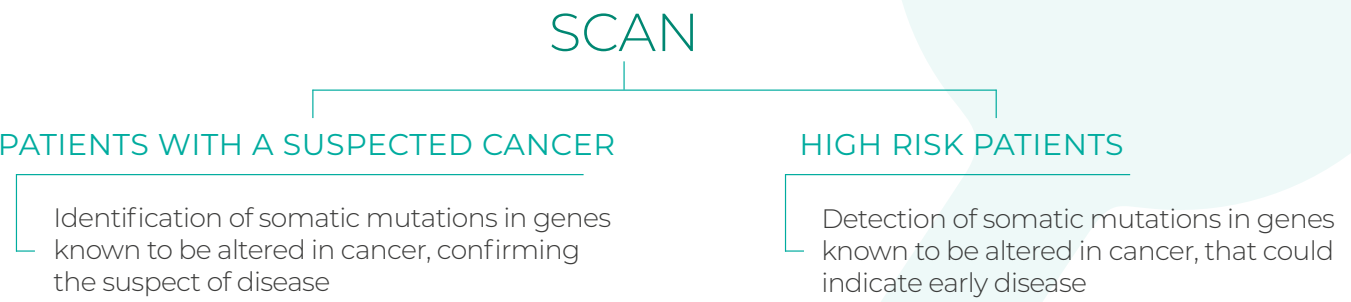 SCAN
PATIENTS WITH A SUSPECTED CANCER
Identification of somatic mutations in genes
known to be altered in cancer, confirming
the suspect of disease
HIGH RISK PATIENTS
Detection of somatic mutations in genes
known to be altered in cancer, that could
indicate early disease